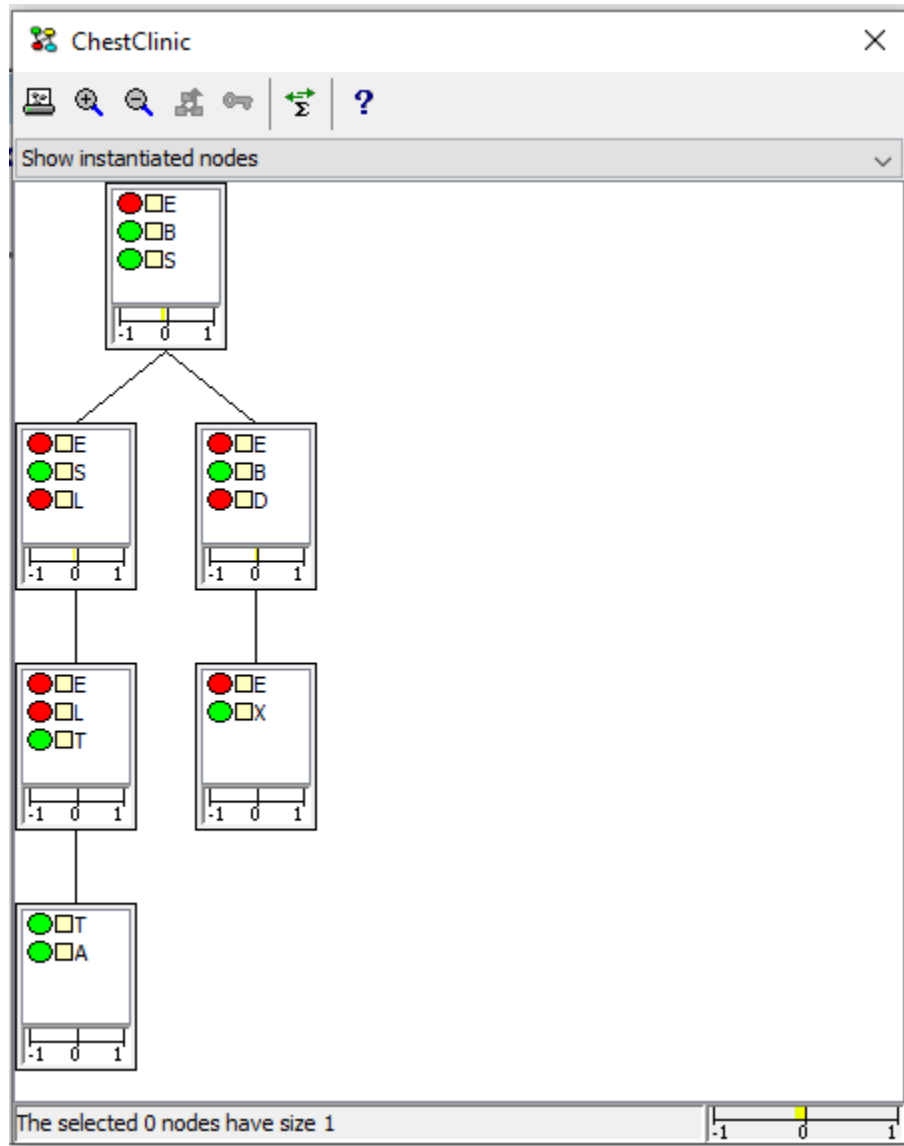 ChestClinic
?
Show instantiated nodes
E
B
S
-1 0 1
E
S
L
-1 0 1
E
B
D
-1 0 1
E
L
T
-1 0 1
E
X
-1 0 1
T
A
-1 0 1
The selected 0 nodes have size 1
-1 0 1